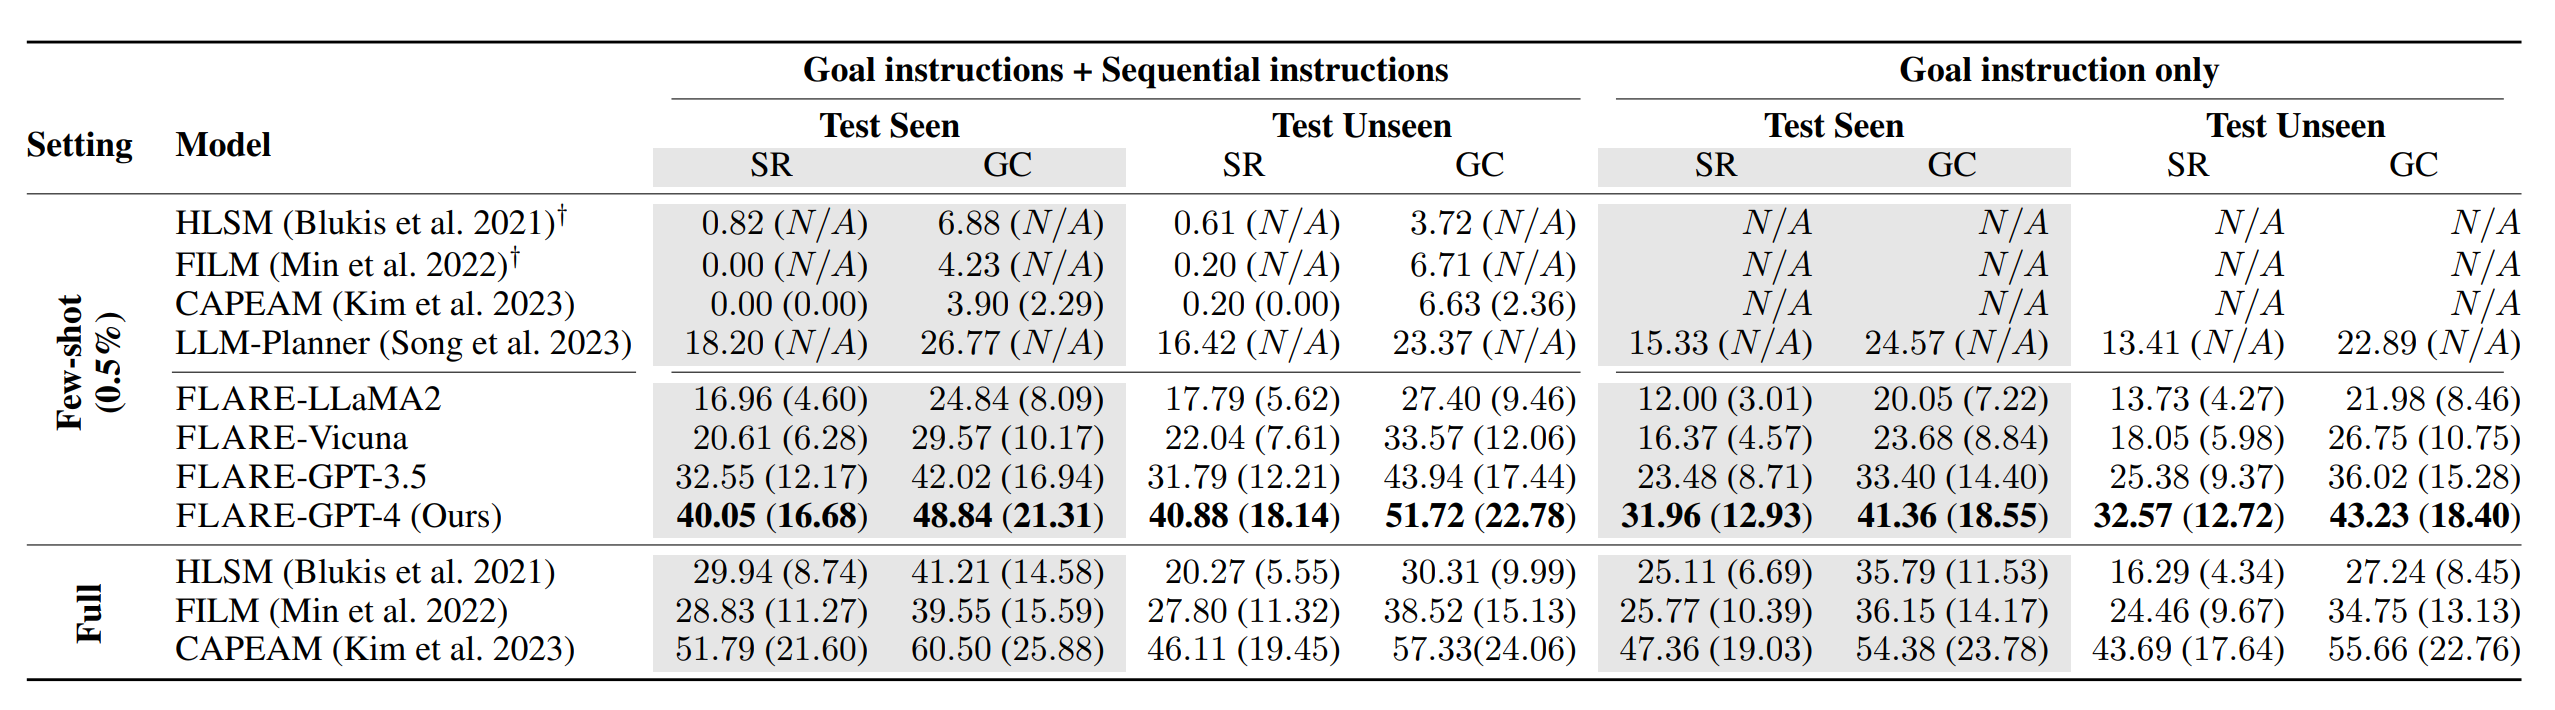 Goal instructions + Sequential instructions Goal instruction only
Test Seen Test Unseen Test Seen Test Unseen
Setting Model
SR GC SR GC SR GC SR GC
Few-shot
(0.5%)
HLSM (Blukis et al. 2021)† 0.82 (N/A) 6.88 (N/A) 0.61 (N/A) 3.72 (N/A) N/A N/A N/A N/A
FILM (Min et al. 2022)† 0.00 (N/A) 4.23 (N/A) 0.20 (N/A) 6.71 (N/A) N/A N/A N/A N/A
CAPEAM (Kim et al. 2023) 0.00 (0.00) 3.90 (2.29) 0.20 (0.00) 6.63 (2.36) N/A N/A N/A N/A
LLM-Planner (Song et al. 2023) 18.20 (N/A) 26.77 (N/A) 16.42 (N/A) 23.37 (N/A) 15.33 (N/A) 24.57 (N/A) 13.41 (N/A) 22.89 (N/A)
FLARE-LLaMA2 16.96 (4.60) 24.84 (8.09) 17.79 (5.62) 27.40 (9.46) 12.00 (3.01) 20.05 (7.22) 13.73 (4.27) 21.98 (8.46)
FLARE-Vicuna 20.61 (6.28) 29.57 (10.17) 22.04 (7.61) 33.57 (12.06) 16.37 (4.57) 23.68 (8.84) 18.05 (5.98) 26.75 (10.75)
FLARE-GPT-3.5 32.55 (12.17) 42.02 (16.94) 31.79 (12.21) 43.94 (17.44) 23.48 (8.71) 33.40 (14.40) 25.38 (9.37) 36.02 (15.28)
FLARE-GPT-4 (Ours) 40.05 (16.68) 48.84 (21.31) 40.88 (18.14) 51.72 (22.78) 31.96 (12.93) 41.36 (18.55) 32.57 (12.72) 43.23 (18.40)
Full
HLSM (Blukis et al. 2021) 29.94 (8.74) 41.21 (14.58) 20.27 (5.55) 30.31 (9.99) 25.11 (6.69) 35.79 (11.53) 16.29 (4.34) 27.24 (8.45)
FILM (Min et al. 2022) 28.83 (11.27) 39.55 (15.59) 27.80 (11.32) 38.52 (15.13) 25.77 (10.39) 36.15 (14.17) 24.46 (9.67) 34.75 (13.13)
CAPEAM (Kim et al. 2023) 51.79 (21.60) 60.50 (25.88) 46.11 (19.45) 57.33(24.06) 47.36 (19.03) 54.38 (23.78) 43.69 (17.64) 55.66 (22.76)